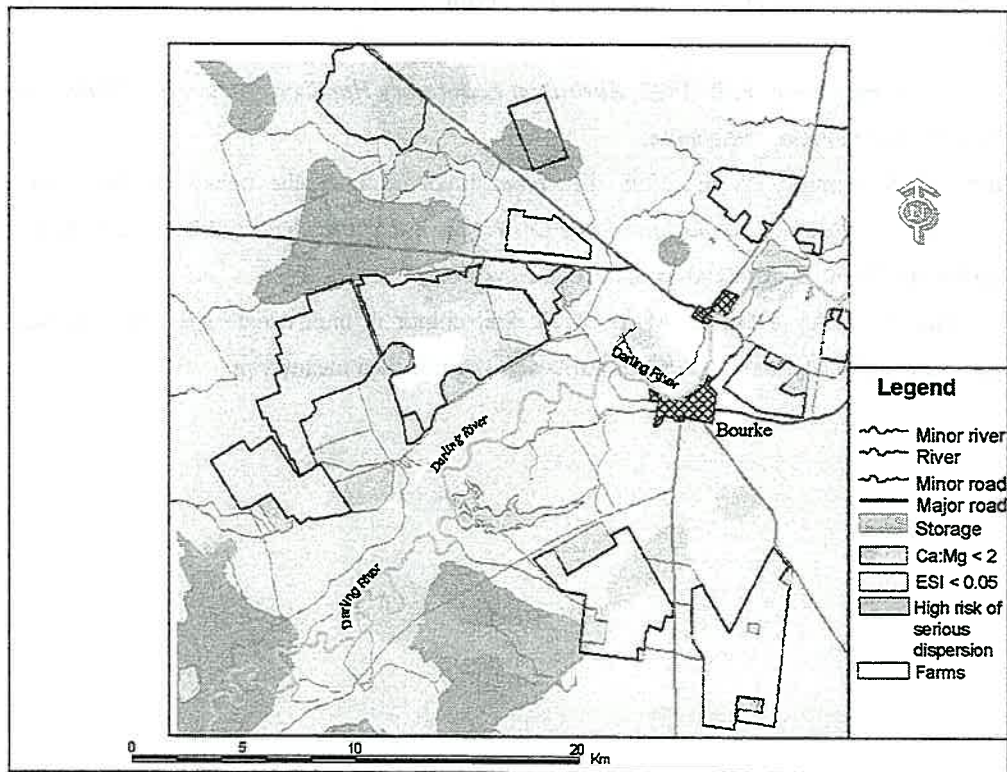 Darling River
Bourke
Darling River
Darling River
N
Legend
Minor river
River
Minor road
Major road
Storage
Ca:Mg < 2
ESI < 0.05
High risk of
serious
dispersion
Farms
0 5 10 20 Km